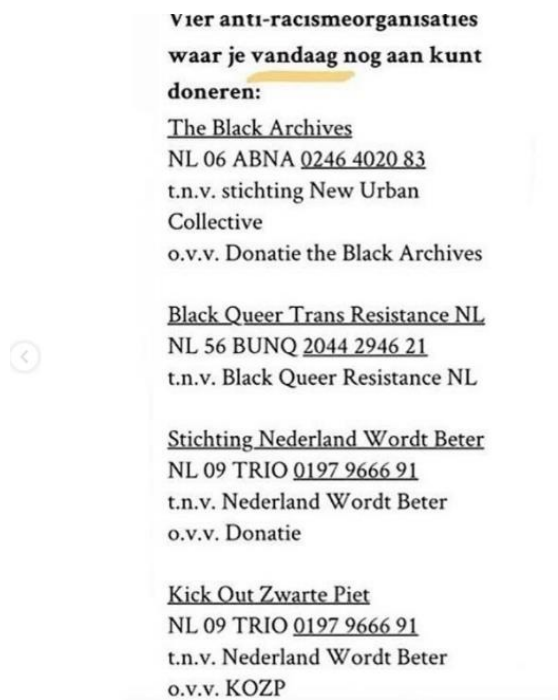 Vier anti-racismeorganisaties
waar je vandaag nog aan kunt
doneren:
The Black Archives
NL 06 ABNA 0246 4020 83
t.n.v. stichting New Urban
Collective
o.v.v. Donatie the Black Archives
Black Queer Trans Resistance NL
NL 56 BUNQ 2044 2946 21
t.n.v. Black Queer Resistance NL
Stichting Nederland Wordt Beter
NL 09 TRIO 0197 9666 91
t.n.v. Nederland Wordt Beter
o.v.v. Donatie
Kick Out Zwarte Piet
NL 09 TRIO 0197 9666 91
t.n.v. Nederland Wordt Beter
o.v.v. KOZP